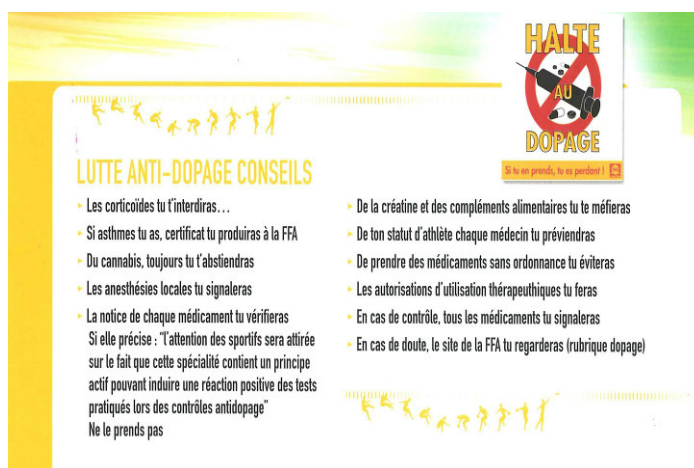 HALTE
AU
DOPAGE
Si tu en prends, tu es perdant !
LUTTE ANTI-DOPAGE CONSEILS
Les corticoïdes tu t'interdiras…
Si asthmes tu as, certificat tu produiras à la FFA
Du cannabis, toujours tu t'abstiendras
Les anesthésies locales tu signaleras
La notice de chaque médicament tu vérifieras
Si elle précise : "l'attention des sportifs sera attirée
sur le fait que cette spécialité contient un principe
actif pouvant induire une réaction positive des tests
pratiqués lors des contrôles antidopage"
Ne le prends pas
De la créatine et des compléments alimentaires tu te méfieras
De ton statut d'athlète chaque médecin tu préviendras
De prendre des médicaments sans ordonnance tu éviteras
Les autorisations d'utilisation thérapeuthiques tu feras
En cas de contrôle, tous les médicaments tu signaleras
En cas de doute, le site de la FFA tu regarderas (rubrique dopage)